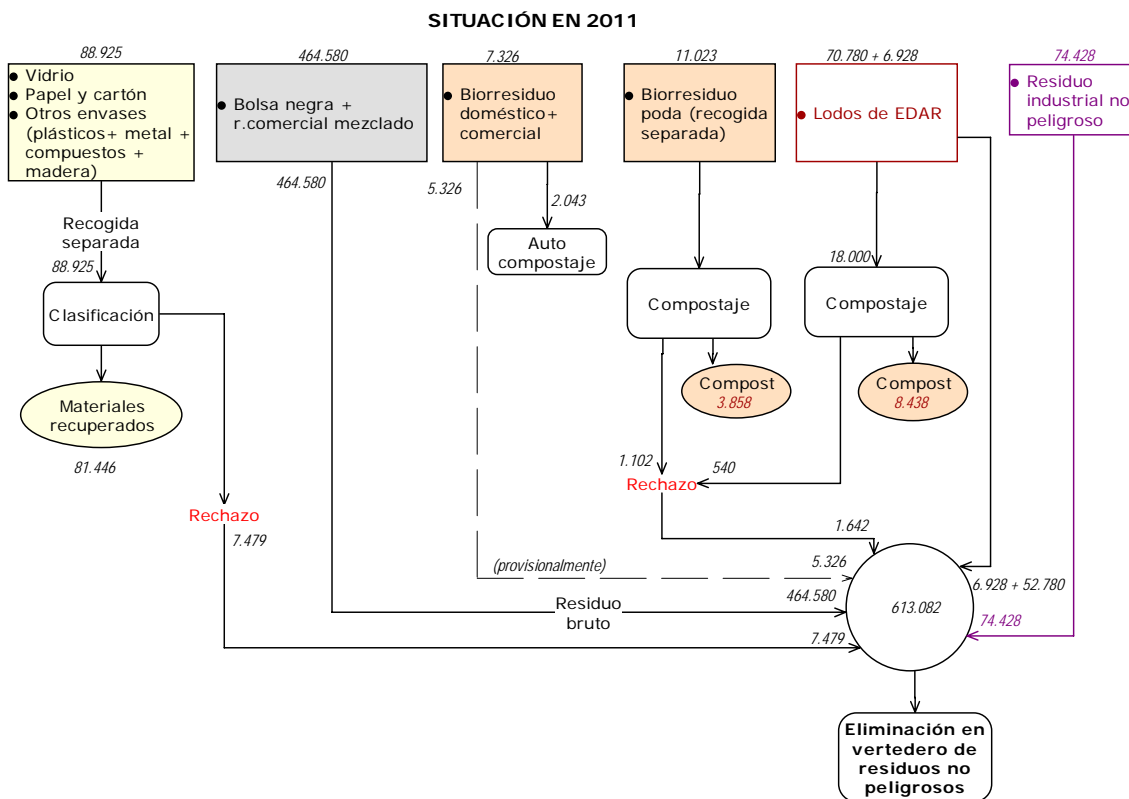 SITUACIÓN EN 2011
88.925
464.580
7.326
11.023
70.780 + 6.928
74.428
● Vidrio
● Papel y cartón
● Otros envases
(plásticos+ metal +
compuestos +
madera)
● Bolsa negra +
r.comercial mezclado
● Biorresiduo
doméstico+
comercial
● Biorresiduo
poda (recogida
separada)
● Lodos de EDAR
● Residuo
industrial no
peligroso
464.580
5.326
2.043
Recogida
separada
88.925
Auto
compostaje
18.000
Clasificación
Compostaje
Compostaje
Materiales
recuperados
81.446
Compost
3.858
Compost
8.438
1.102
540
Rechazo
Rechazo
7.479
1.642
(provisionalmente)
5.326
6.928 + 52.780
464.580
Residuo
bruto
613.082
74.428
7.479
Eliminación en
vertedero de
residuos no
peligrosos